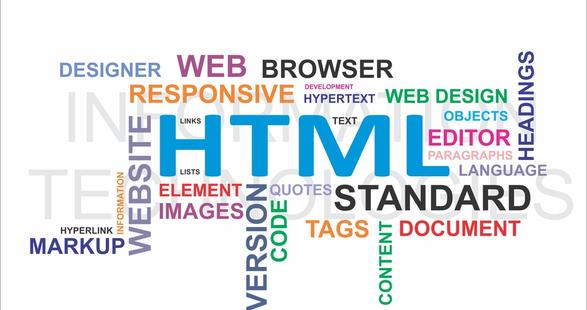 DESIGNER
WEB
BROWSER
RESPONSIVE
DEVELOPMENT
HYPERTEXT
WEB DESIGN
HEADINGS
INFORMATION
TECHNOLOGIES
LINKS
HTML
TEXT
OBJECTS
EDITOR
PARAGRAPHS
LANGUAGE
LISTS
WEBSITE
INFORMATION
ELEMENT
QUOTES
STANDARD
IMAGES
HYPERLINK
MARKUP
VERSION
CODE
TAGS
CONTENT
DOCUMENT